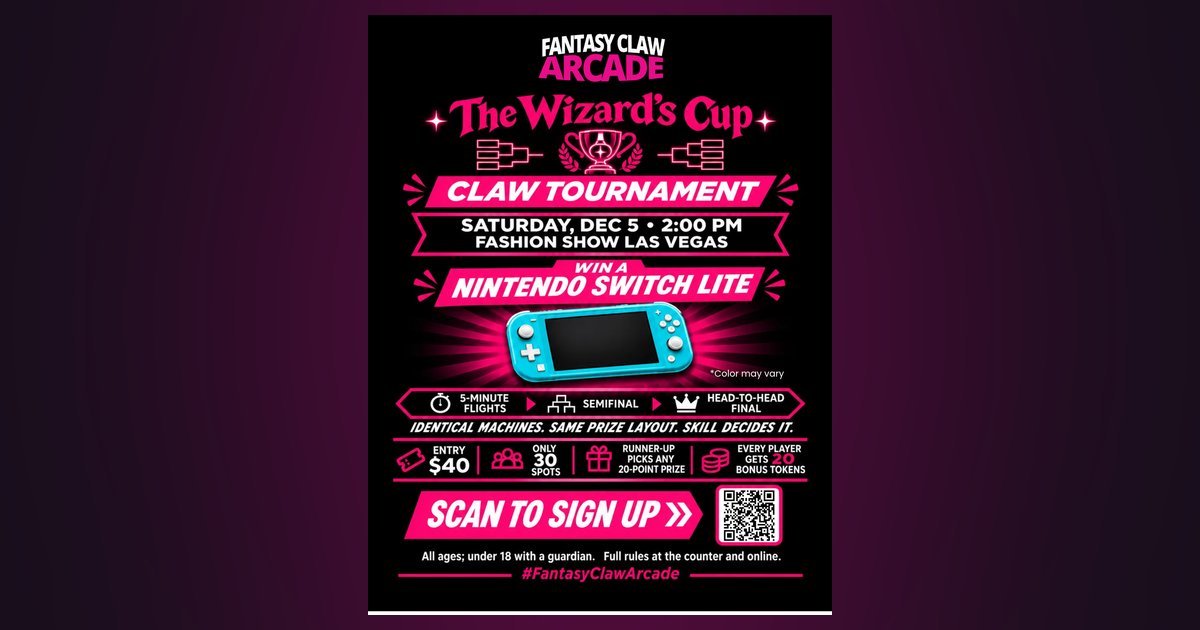 FANTASY CLAW
ARCADE
The Wizard's Cup
CLAW TOURNAMENT
SATURDAY, DEC 5 • 2:00 PM
FASHION SHOW LAS VEGAS
WIN A
NINTENDO SWITCH LITE
*Color may vary
5-MINUTE
FLIGHTS
SEMIFINAL
HEAD-TO-HEAD
FINAL
IDENTICAL MACHINES. SAME PRIZE LAYOUT. SKILL DECIDES IT.
ENTRY
$40
ONLY
30
SPOTS
RUNNER-UP
PICKS ANY
20-POINT PRIZE
EVERY PLAYER
GETS 20
BONUS TOKENS
SCAN TO SIGN UP »
All ages; under 18 with a guardian. Full rules at the counter and online.
#FantasyClawArcade